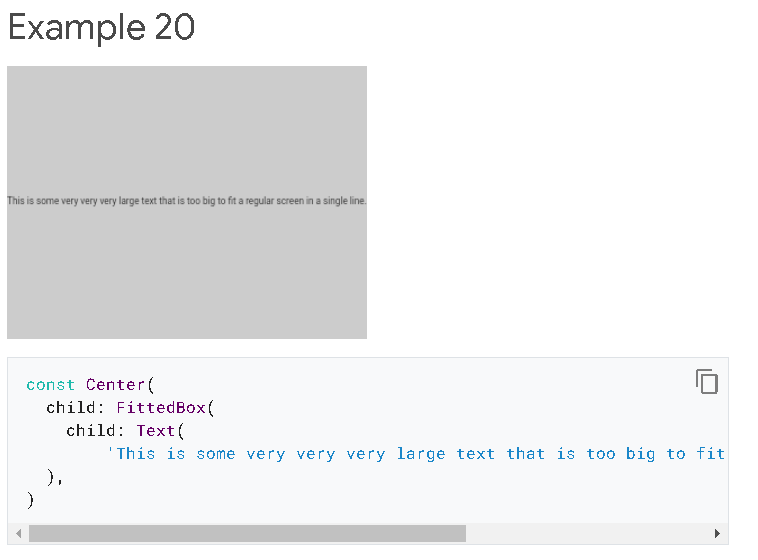 Example 20
This is some very very very large text that is too big to fit a regular screen in a single line.
const Center(
  child: FittedBox(
    child: Text(
        'This is some very very very large text that is too big to fit
  ),
)